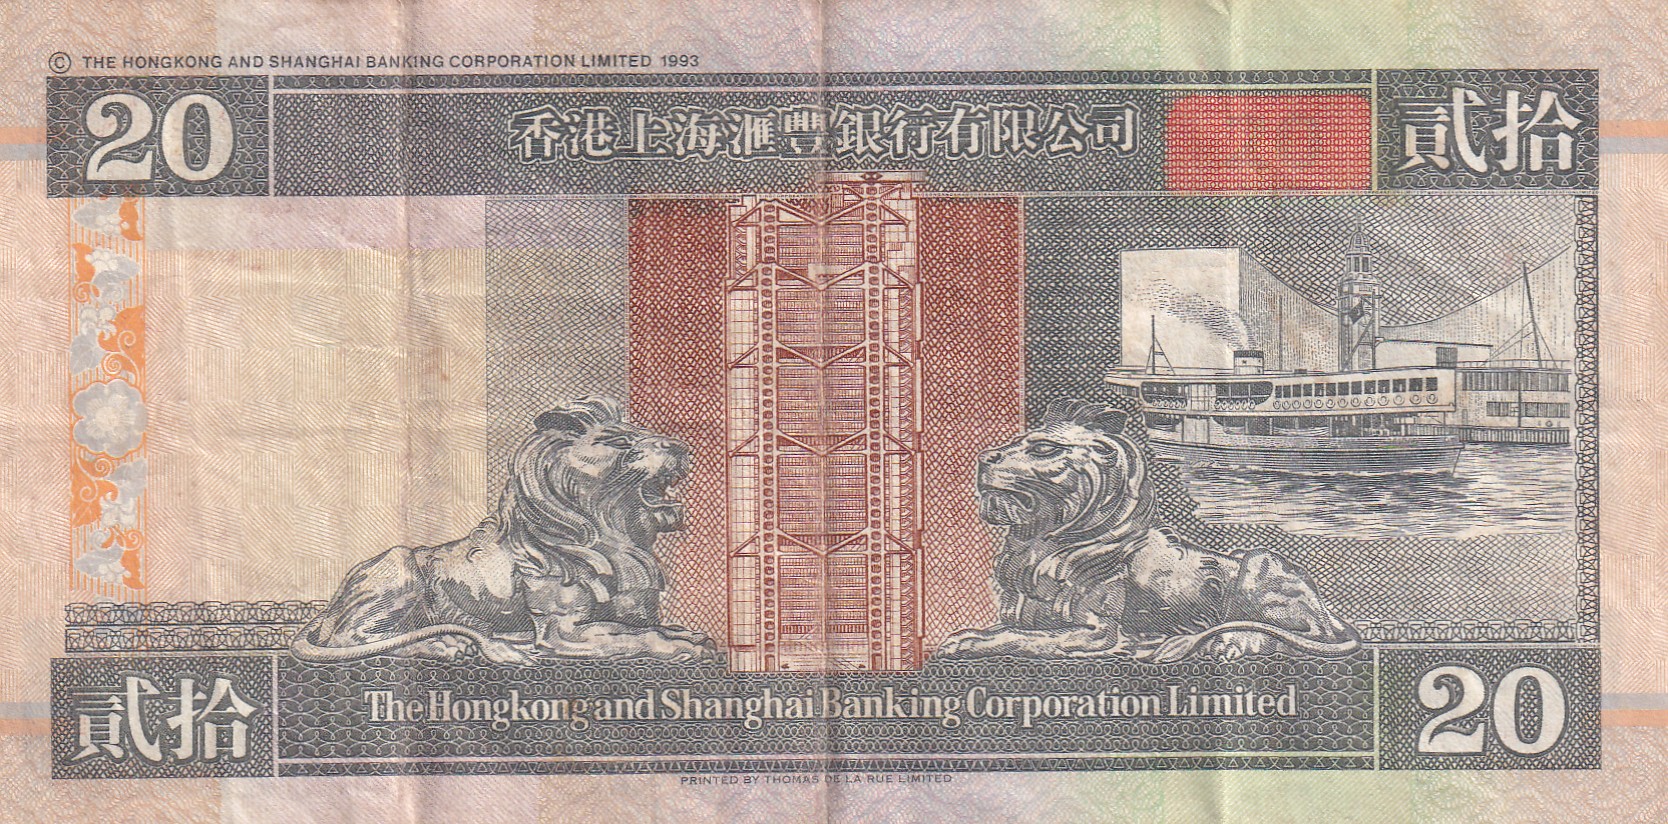 © THE HONGKONG AND SHANGHAI BANKING CORPORATION LIMITED 1993
20
香港上海滙豐銀行有限公司
貳拾
貳拾
The Hongkong and Shanghai Banking Corporation Limited
20
PRINTED BY THOMAS DE LA RUE LIMITED